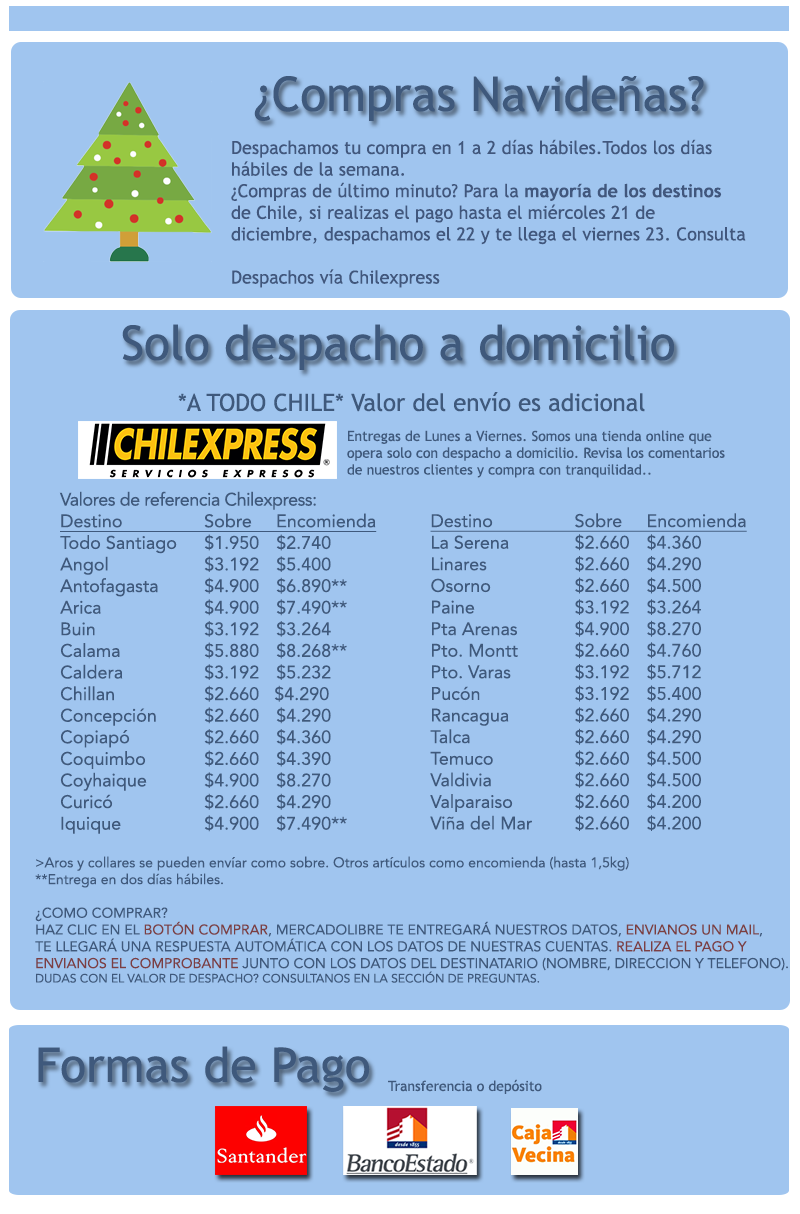 ¿Compras Navideñas?
Despachamos tu compra en 1 a 2 días hábiles.Todos los días
hábiles de la semana.
¿Compras de último minuto? Para la mayoría de los destinos
de Chile, si realizas el pago hasta el miércoles 21 de
diciembre, despachamos el 22 y te llega el viernes 23. Consulta
Despachos vía Chilexpress
Solo despacho a domicilio
*A TODO CHILE* Valor del envío es adicional
CHILEXPRESS®
SERVICIOS EXPRESOS
Entregas de Lunes a Viernes. Somos una tienda online que
opera solo con despacho a domicilio. Revisa los comentarios
de nuestros clientes y compra con tranquilidad..
Valores de referencia Chilexpress:
Destino Sobre Encomienda
Todo Santiago $1.950 $2.740
Angol $3.192 $5.400
Antofagasta $4.900 $6.890**
Arica $4.900 $7.490**
Buin $3.192 $3.264
Calama $5.880 $8.268**
Caldera $3.192 $5.232
Chillan $2.660 $4.290
Concepción $2.660 $4.290
Copiapó $2.660 $4.360
Coquimbo $2.660 $4.390
Coyhaique $4.900 $8.270
Curicó $2.660 $4.290
Iquique $4.900 $7.490**
Destino Sobre Encomienda
La Serena $2.660 $4.360
Linares $2.660 $4.290
Osorno $2.660 $4.500
Paine $3.192 $3.264
Pta Arenas $4.900 $8.270
Pto. Montt $2.660 $4.760
Pto. Varas $3.192 $5.712
Pucón $3.192 $5.400
Rancagua $2.660 $4.290
Talca $2.660 $4.290
Temuco $2.660 $4.500
Valdivia $2.660 $4.500
Valparaiso $2.660 $4.200
Viña del Mar $2.660 $4.200
>Aros y collares se pueden envíar como sobre. Otros artículos como encomienda (hasta 1,5kg)
**Entrega en dos días hábiles.
¿COMO COMPRAR?
HAZ CLIC EN EL BOTÓN COMPRAR, MERCADOLIBRE TE ENTREGARÁ NUESTROS DATOS, ENVIANOS UN MAIL,
TE LLEGARÁ UNA RESPUESTA AUTOMÁTICA CON LOS DATOS DE NUESTRAS CUENTAS. REALIZA EL PAGO Y
ENVIANOS EL COMPROBANTE JUNTO CON LOS DATOS DEL DESTINATARIO (NOMBRE, DIRECCION Y TELEFONO).
DUDAS CON EL VALOR DE DESPACHO? CONSULTANOS EN LA SECCIÓN DE PREGUNTAS.
Formas de Pago
Transferencia o depósito
Santander
desde 1855
BancoEstado®
Caja
Vecina